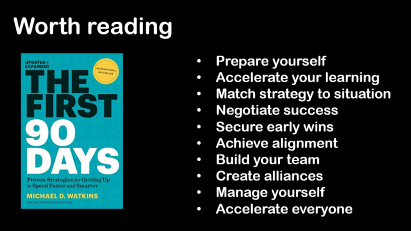 Worth reading
UPDATED +
EXPANDED
THE
FIRST
90
DAYS
Proven Strategies for Getting Up
to Speed Faster and Smarter
MICHAEL D. WATKINS
• Prepare yourself
• Accelerate your learning
• Match strategy to situation
• Negotiate success
• Secure early wins
• Achieve alignment
• Build your team
• Create alliances
• Manage yourself
• Accelerate everyone